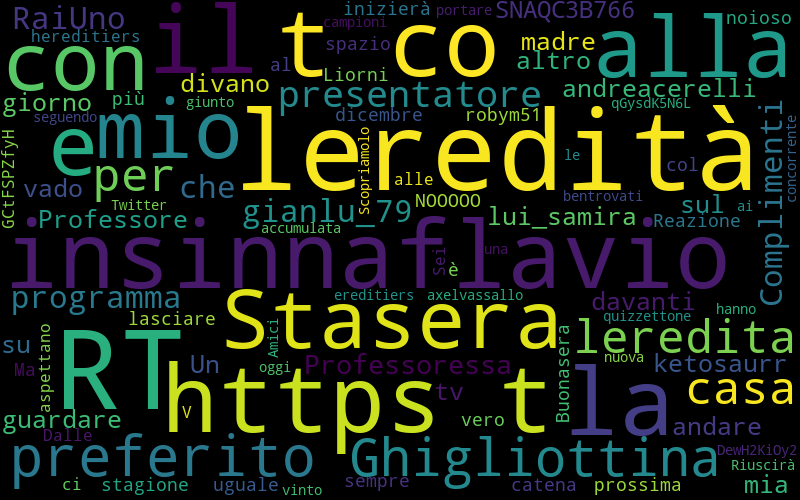 RaiUno
hereditiers
il
t co
inizierà
campioni
portare
SNAQC3B766
noioso
spazio
madre
alla
con
al
Liorni
altro
divano
giorno
più
giunto
presentatore
andreacerelli
qGysdK5N6L
seguendo
e
mio
leredità
dicembre
robym51
le
col
concorrente
GCtFSPZfyH
vado
per
che
Scopriamolo
alle
NOOOOO
bentrovati
Twitter
Professore
gianlu_79
accumulata
lui_samira
sul
ai
Reazione
Complimenti
insinnaflavio
Sei
è
una
programma
ereditiers
axelvassallo
davanti
lasciare
quizzettone
hanno
su
RT
Stasera
leredita
Ma
aspettano
Un
Amici
oggi
Professoressa
Buonasera
nuova
ketosaurr
https t
V
tv
vero
la
casa
guardare
andare
Dalle
preferito
Ghigliottina
DewH2KiOy2
Riuscirà
ci
stagione
uguale
vinto
sempre
catena
prossima
mia